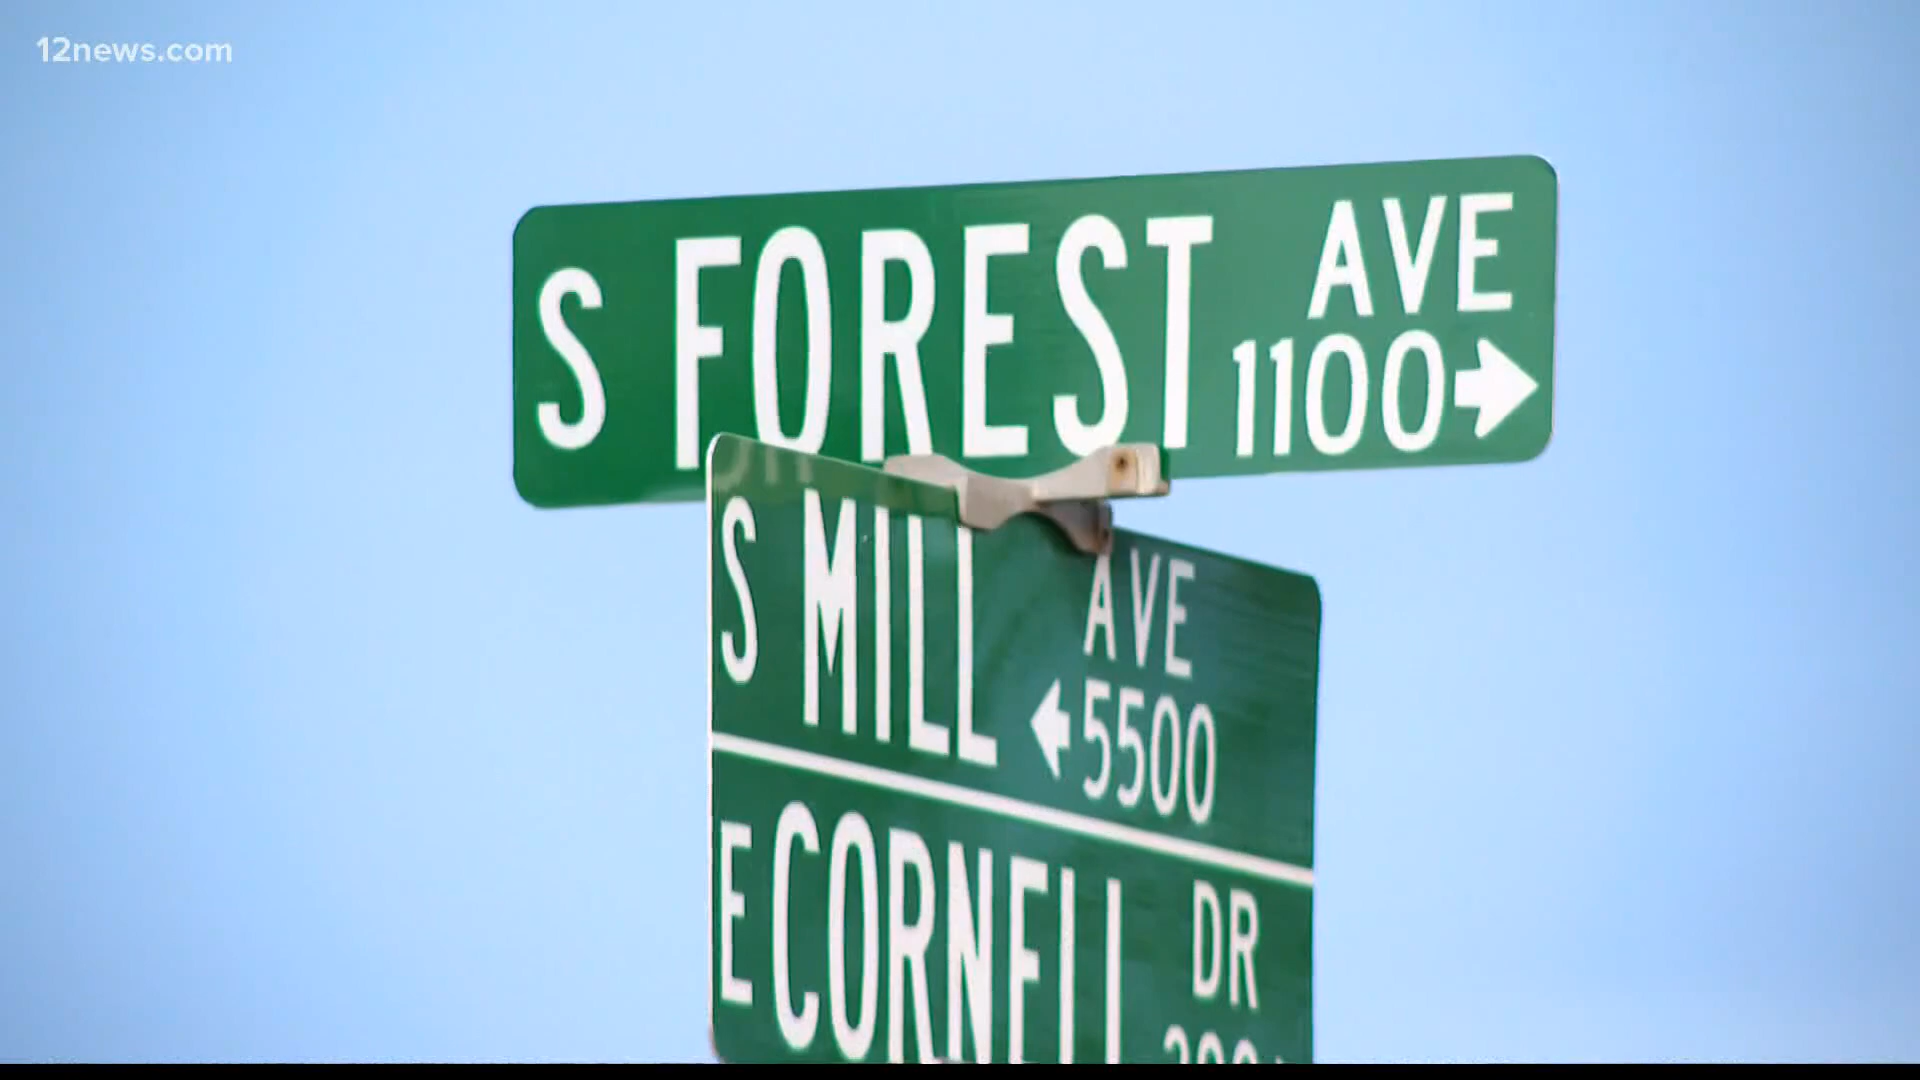 12news.com
S FOREST AVE
1100→
S MILL AVE
←5500
E CORNELL DR